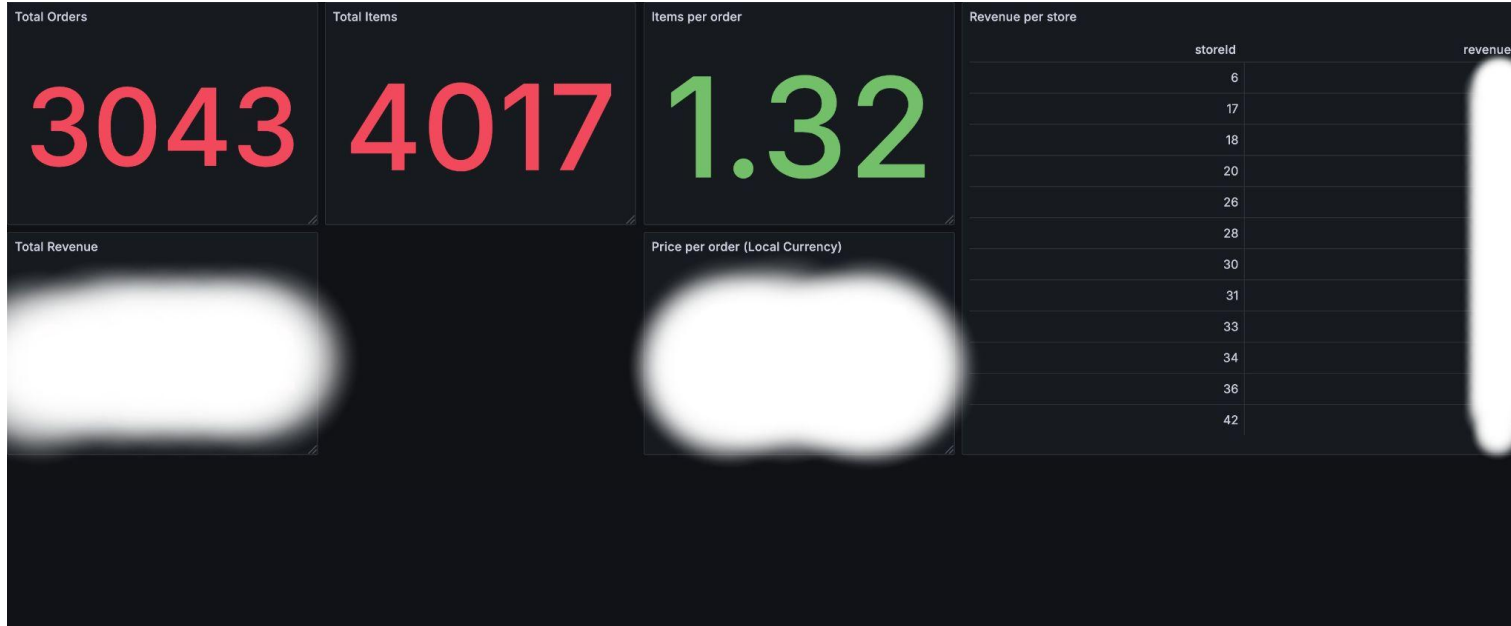 Total Orders
3043
Total Items
4017
Items per order
1.32
Total Revenue
Price per order (Local Currency)
Revenue per store
storeId revenue
6
17
18
20
26
28
30
31
33
34
36
42